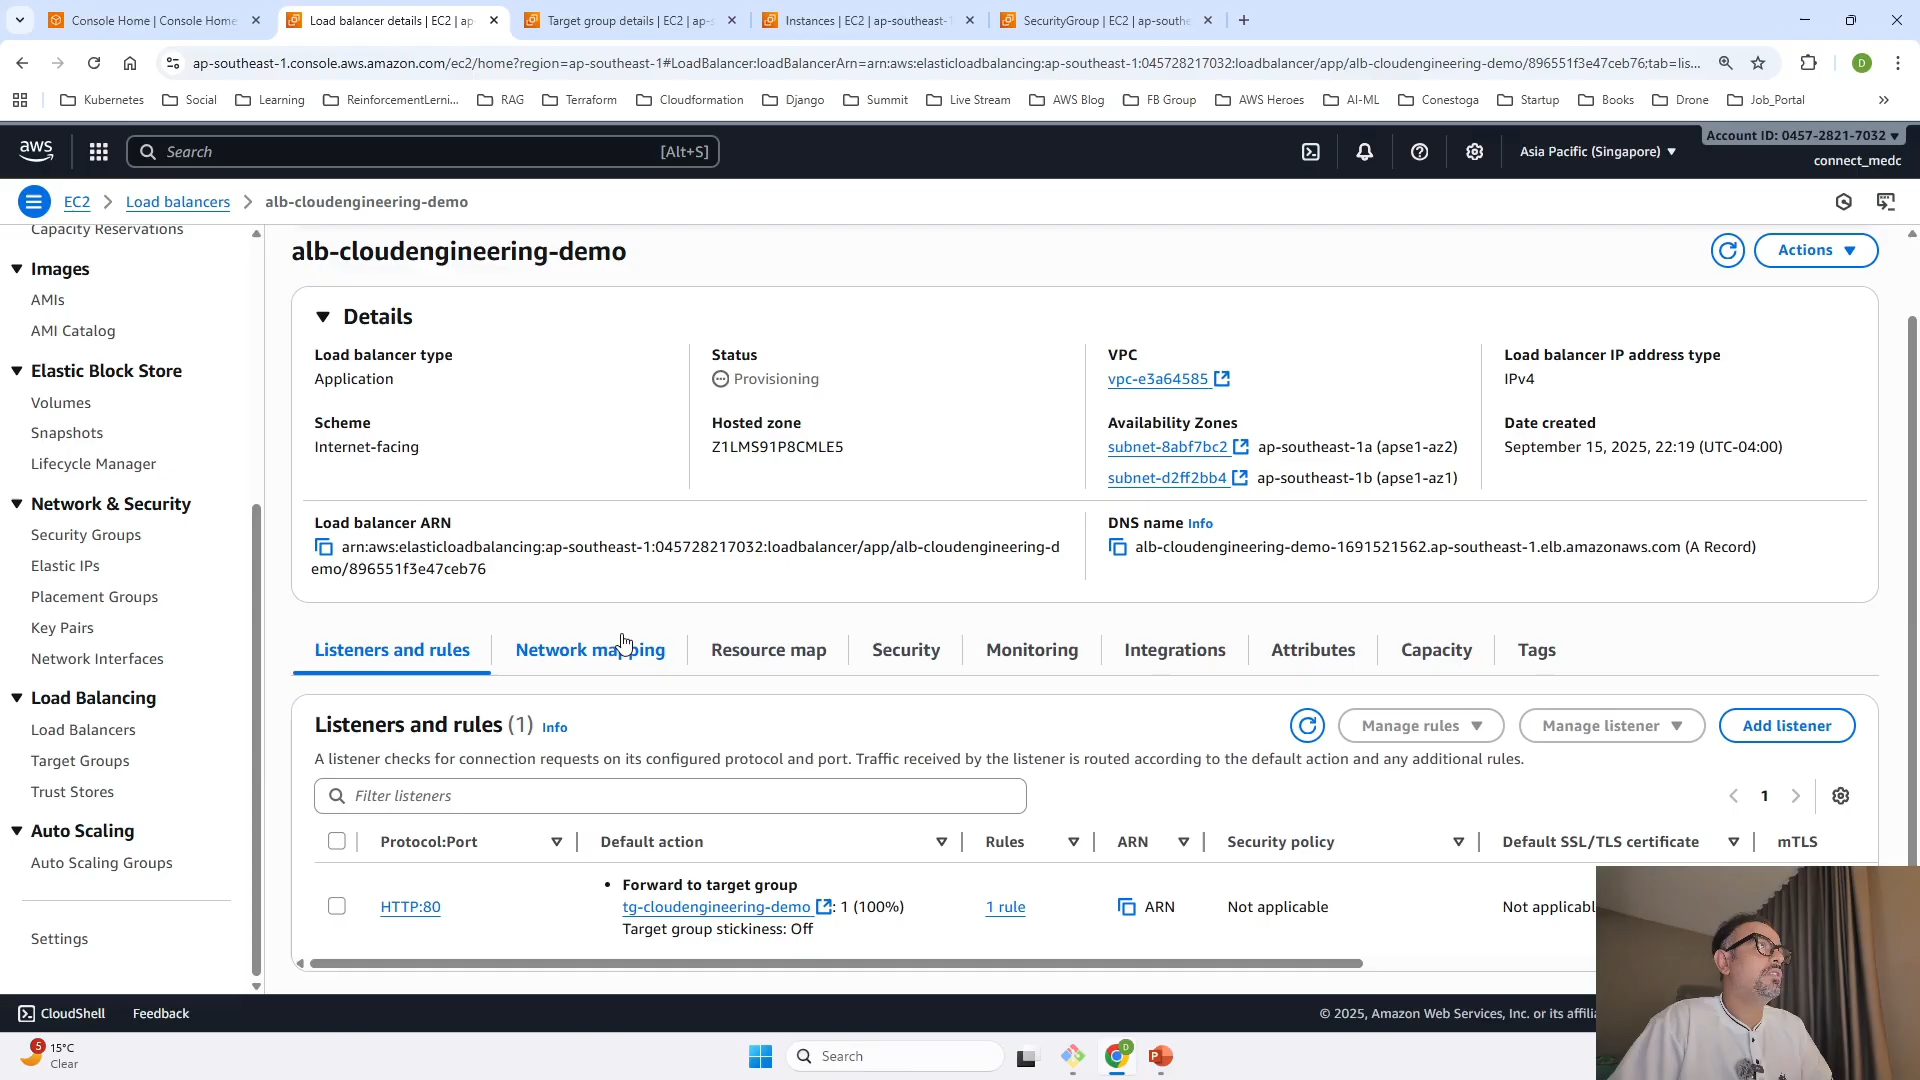 Console Home | Console Home
Load balancer details | EC2 | ap
Target group details | EC2 | ap-s
Instances | EC2 | ap-southeast-1
SecurityGroup | EC2 | ap-southe
ap-southeast-1.console.aws.amazon.com/ec2/home?region=ap-southeast-1#LoadBalancer:loadBalancerArn=arn:aws:elasticloadbalancing:ap-southeast-1:045728217032:loadbalancer/app/alb-cloudengineering-demo/896551f3e47ceb76;tab=lis...
D
Kubernetes
Social
Learning
ReinforcementLerni...
RAG
Terraform
Cloudformation
Django
Summit
Live Stream
AWS Blog
FB Group
AWS Heroes
AI-ML
Conestoga
Startup
Books
Drone
Job_Portal
aws
Search
[Alt+S]
Asia Pacific (Singapore)
Account ID: 0457-2821-7032
connect_medc
EC2
Load balancers
alb-cloudengineering-demo
Capacity Reservations
Images
AMIs
AMI Catalog
Elastic Block Store
Volumes
Snapshots
Lifecycle Manager
Network & Security
Security Groups
Elastic IPs
Placement Groups
Key Pairs
Network Interfaces
Load Balancing
Load Balancers
Target Groups
Trust Stores
Auto Scaling
Auto Scaling Groups
Settings
alb-cloudengineering-demo
Actions
Details
Load balancer type
Application
Status
Provisioning
VPC
vpc-e3a64585
Load balancer IP address type
IPv4
Scheme
Internet-facing
Hosted zone
Z1LMS91P8CMLE5
Availability Zones
subnet-8abf7bc2 ap-southeast-1a (apse1-az2)
subnet-d2ff2bb4 ap-southeast-1b (apse1-az1)
Date created
September 15, 2025, 22:19 (UTC-04:00)
Load balancer ARN
arn:aws:elasticloadbalancing:ap-southeast-1:045728217032:loadbalancer/app/alb-cloudengineering-d
emo/896551f3e47ceb76
DNS name Info
alb-cloudengineering-demo-1691521562.ap-southeast-1.elb.amazonaws.com (A Record)
Listeners and rules
Network mapping
Resource map
Security
Monitoring
Integrations
Attributes
Capacity
Tags
Listeners and rules (1) Info
Manage rules
Manage listener
Add listener
A listener checks for connection requests on its configured protocol and port. Traffic received by the listener is routed according to the default action and any additional rules.
Filter listeners
1
Protocol:Port
Default action
Rules
ARN
Security policy
Default SSL/TLS certificate
mTLS
HTTP:80
• Forward to target group
tg-cloudengineering-demo : 1 (100%)
Target group stickiness: Off
1 rule
ARN
Not applicable
Not applicabl
CloudShell
Feedback
© 2025, Amazon Web Services, Inc. or its affili
5
15°C
Clear
Search
D
P